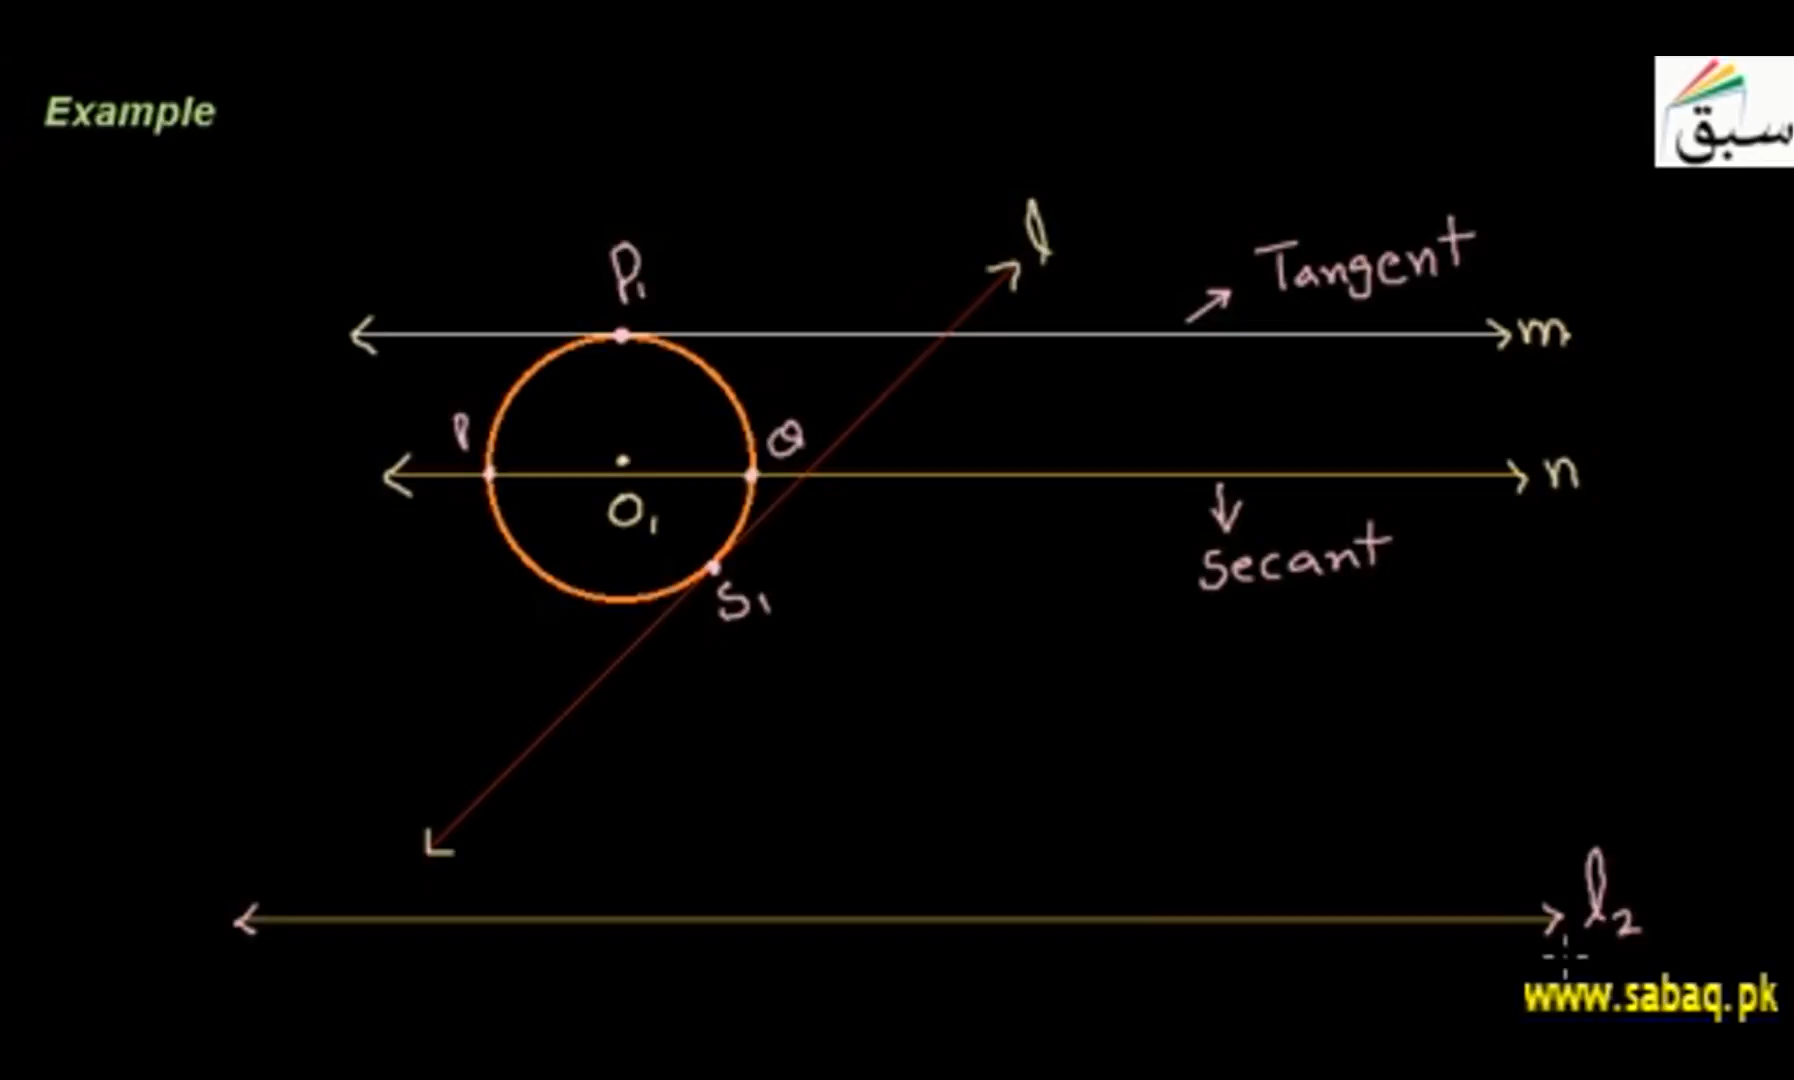 Example
سبق
l
Tangent
P₁
m
P
Q
n
O₁
Secant
S₁
l₂
www.sabaq.pk